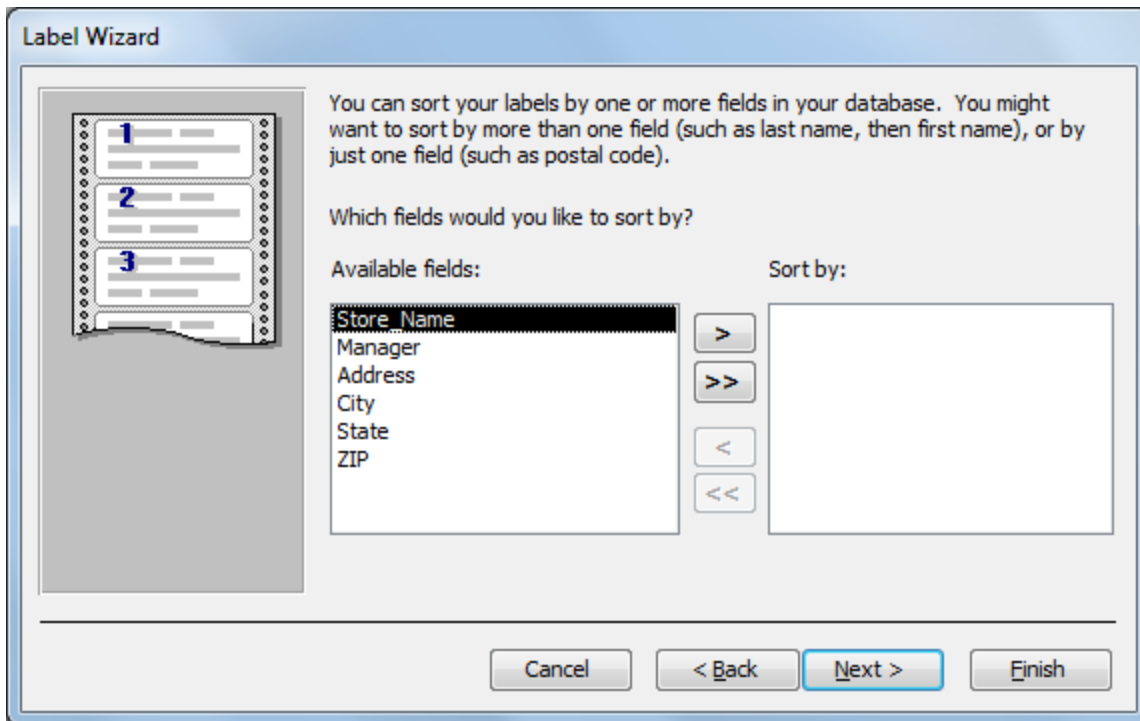 Label Wizard
1
2
3
You can sort your labels by one or more fields in your database.  You might
want to sort by more than one field (such as last name, then first name), or by
just one field (such as postal code).
Which fields would you like to sort by?
Available fields:
Sort by:
Store_Name
Manager
Address
City
State
ZIP
>
>>
<
<<
Cancel
< Back
Next >
Finish